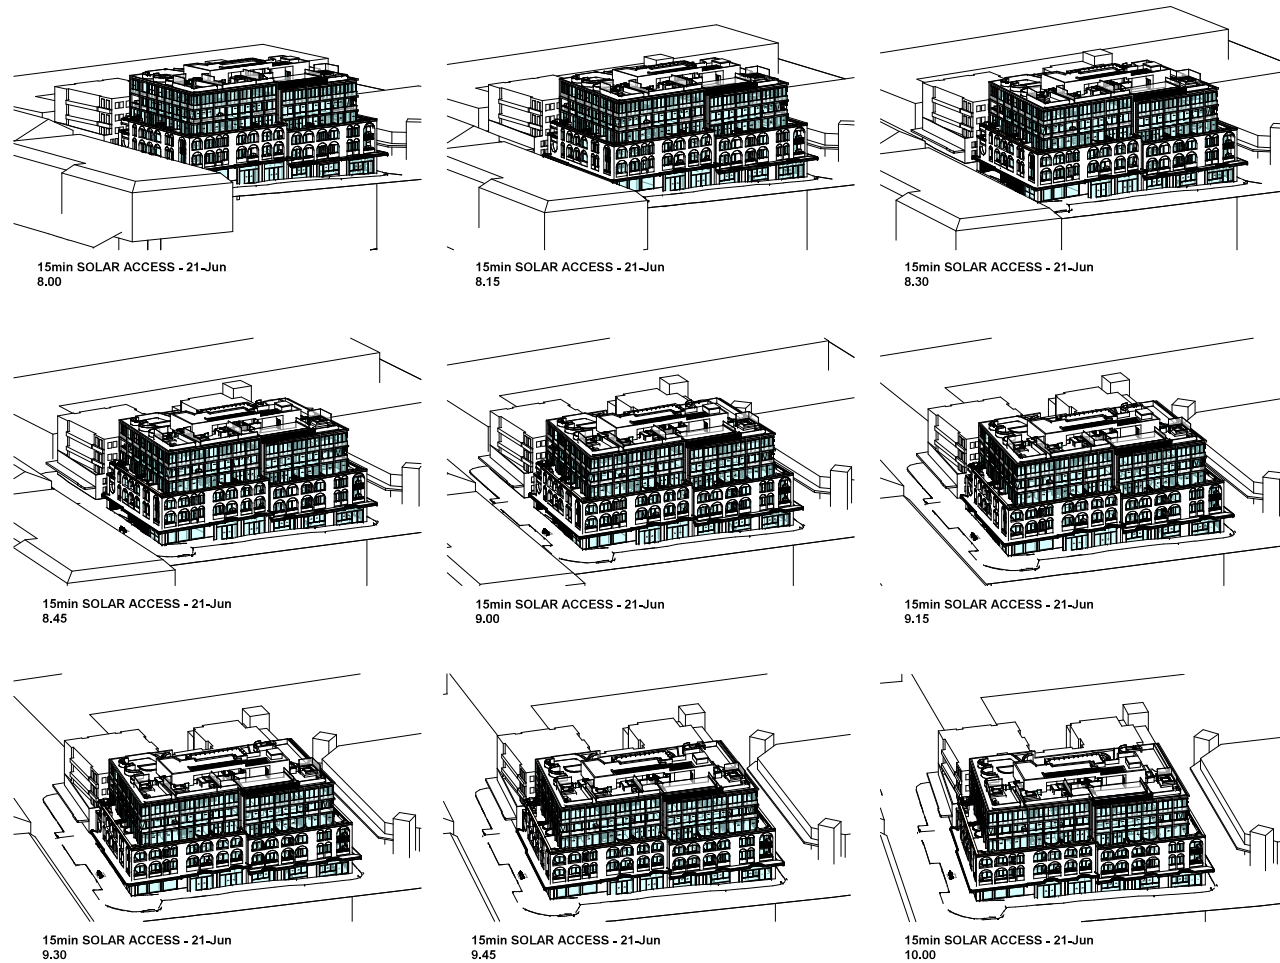 15min SOLAR ACCESS - 21-Jun
8.00
15min SOLAR ACCESS - 21-Jun
8.15
15min SOLAR ACCESS - 21-Jun
8.30
15min SOLAR ACCESS - 21-Jun
8.45
15min SOLAR ACCESS - 21-Jun
9.00
15min SOLAR ACCESS - 21-Jun
9.15
15min SOLAR ACCESS - 21-Jun
9.30
15min SOLAR ACCESS - 21-Jun
9.45
15min SOLAR ACCESS - 21-Jun
10.00